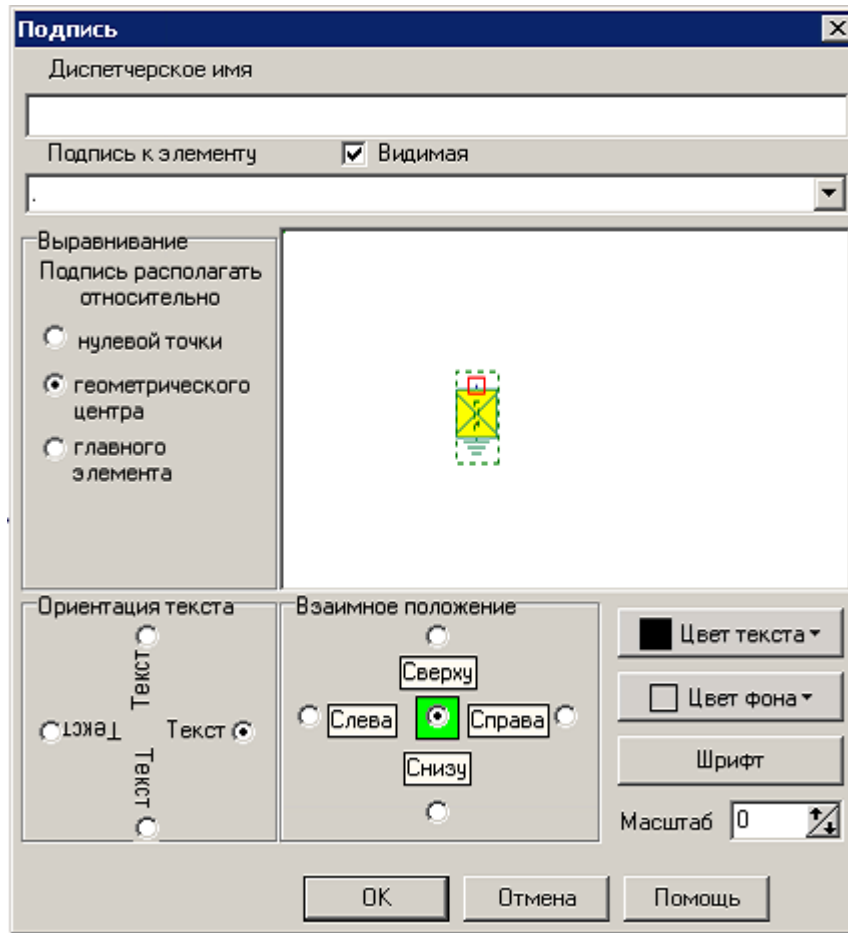 Подпись
Диспетчерское имя
Подпись к элементу Видимая
.
Выравнивание
Подпись располагать
относительно
нулевой точки
геометрического
центра
главного
элемента
Ориентация текста
Текст
Текст
Текст
Текст
Взаимное положение
Сверху
Слева
Справа
Снизу
Цвет текста
Цвет фона
Шрифт
Масштаб 0
OK Отмена Помощь